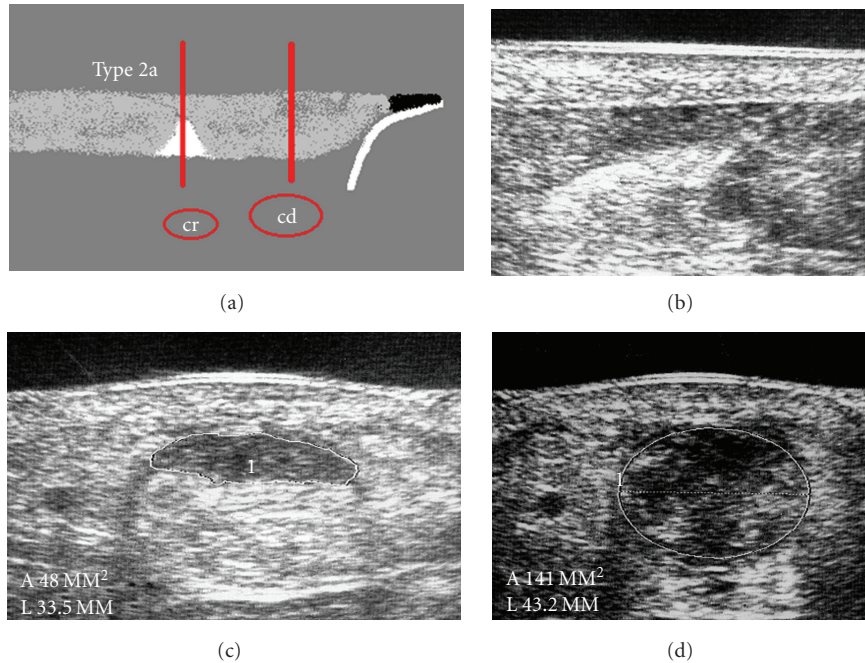 Type 2a
cr
cd
(a)
(b)
1
A 48 MM²
L 33.5 MM
(c)
1
A 141 MM²
L 43.2 MM
(d)